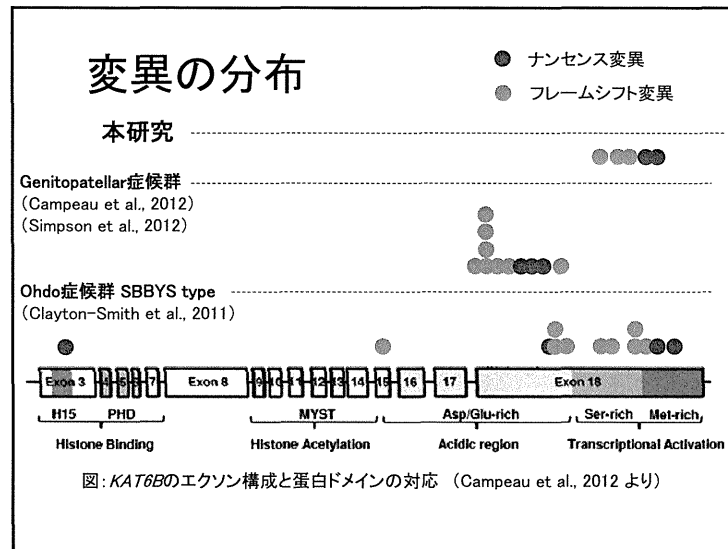 変異の分布
ナンセンス変異
フレームシフト変異
本研究
Genitopatellar症候群
(Campeau et al., 2012)
(Simpson et al., 2012)
Ohdo症候群 SBBYS type
(Clayton-Smith et al., 2011)
Exon 3 4 5 6 7 Exon 8 9 10 11 12 13 14 15 16 17 Exon 18
H15 PHD MYST Asp/Glu-rich Ser-rich Met-rich
Histone Binding Histone Acetylation Acidic region Transcriptional Activation
図: KAT6Bのエクソン構成と蛋白ドメインの対応 (Campeau et al., 2012 より)